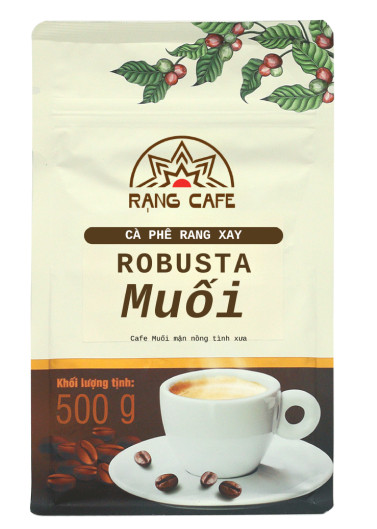 RẠNG CAFE
CÀ PHÊ RANG XAY
ROBUSTA
Muối
Cafe Muối mặn nồng tình xưa
Khối lượng tịnh:
500 g